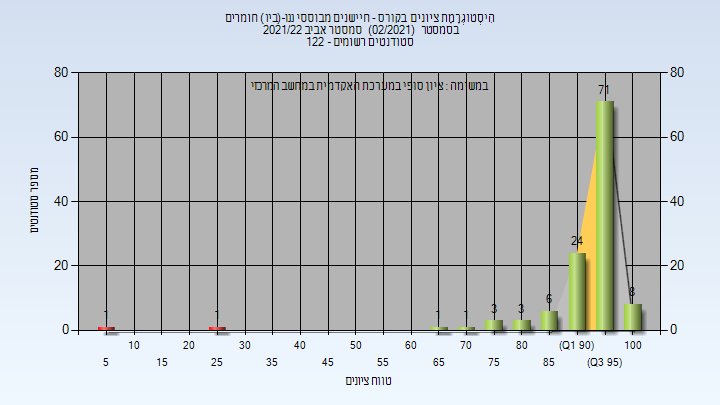 היסטוגרמת ציונים בקורס - חיישנים מבוססי ננו-(ביו) חומרים
בסמסטר (02/2021) סמסטר אביב 2021/22
סטודנטים רשומים - 122
במשימה : ציון סופי במערכת האקדמית במחשב המרכזי
מספר סטודנטים
80 80
60 60
40 40
20 20
0 0
1 1 1 1 3 3 6 24 71 8
10 20 30 40 50 60 70 80 (Q1 90) 100
5 15 25 35 45 55 65 75 85 (Q3 95)
טווח ציונים